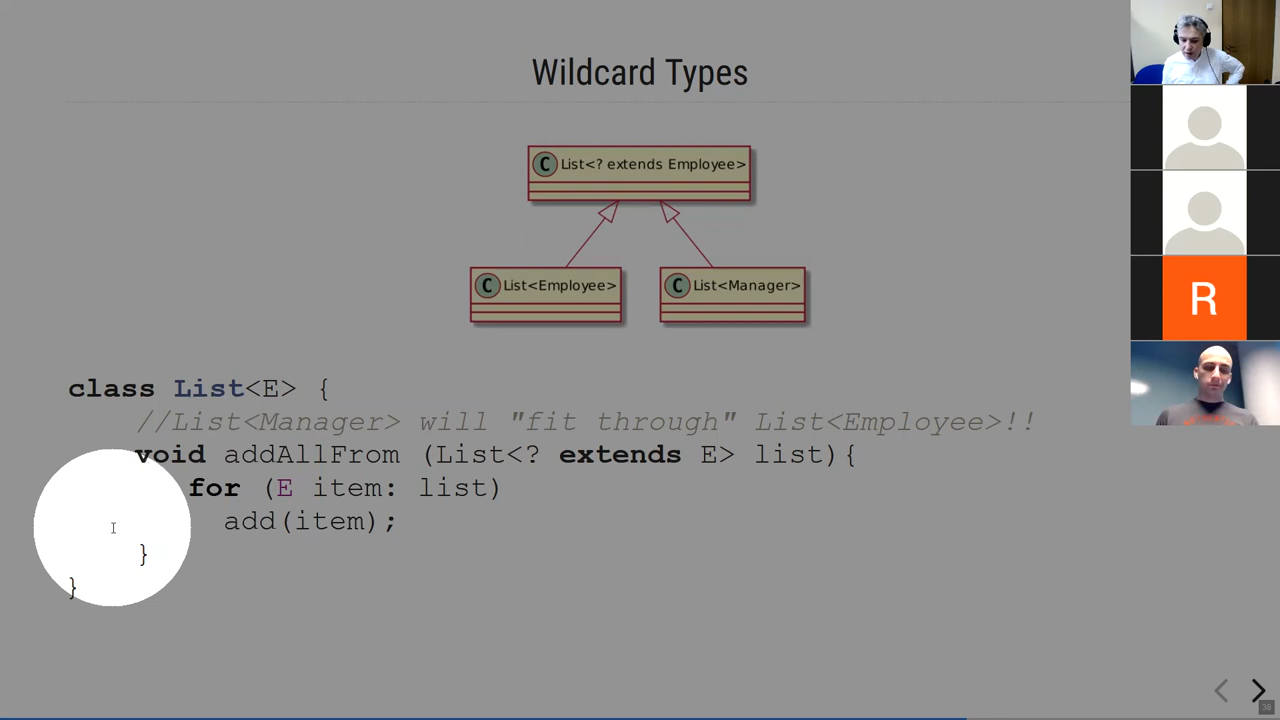 Wildcard Types
C List<? extends Employee>
C List<Employee>
C List<Manager>
class List<E> {
//List<Manager> will "fit through" List<Employee>!!
void addAllFrom (List<? extends E> list){
for (E item: list)
add(item);
}
}
R
38